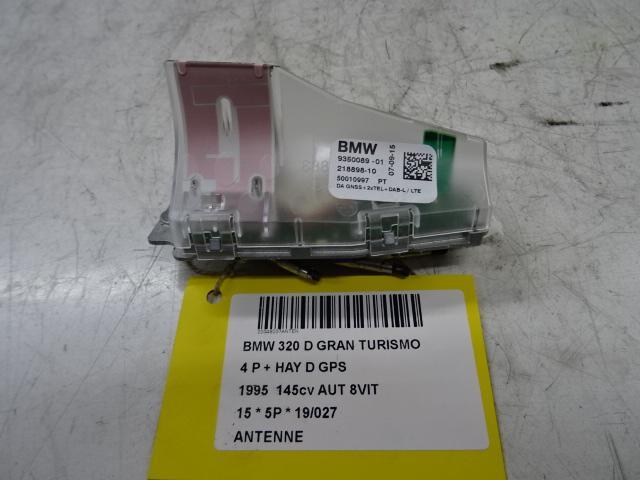 BMW
9350089-01
218898-10
50010997 PT
DA GNSS+2xTEL+DAB-L/LTE
07-09-15
BMW 320 D GRAN TURISMO
4 P + HAY D GPS
1995 145cv AUT 8VIT
15 * 5P * 19/027
ANTENNE